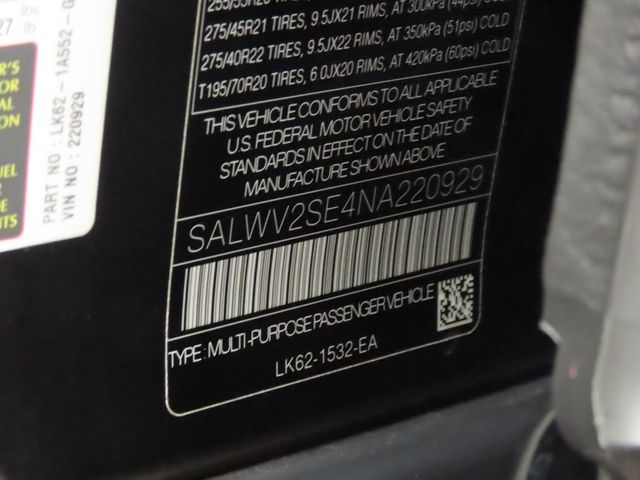 275/45R21 TIRES, 9.5JX21 RIMS, AT 300kPa (44psi) COLD
275/40R22 TIRES, 9.5JX22 RIMS, AT 350kPa (51psi) COLD
T195/70R20 TIRES, 6.0JX20 RIMS, AT 420kPa (60psi) COLD
THIS VEHICLE CONFORMS TO ALL APPLICABLE
U.S. FEDERAL MOTOR VEHICLE SAFETY
STANDARDS IN EFFECT ON THE DATE OF
MANUFACTURE SHOWN ABOVE
SALWV2SE4NA220929
TYPE : MULTI-PURPOSE PASSENGER VEHICLE
LK62-1532-EA
PART NO : LK62-1A552-G
VIN NO : 220929
27
lbs
lb